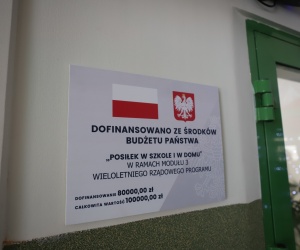 DOFINANSOWANO ZE ŚRODKÓW
BUDŻETU PAŃSTWA
„POSIŁEK W SZKOLE I W DOMU"
W RAMACH MODUŁU 3
WIELOLETNIEGO RZĄDOWEGO PROGRAMU
DOFINANSOWANO 80000,00 zł
CAŁKOWITA WARTOŚĆ 100000,00 zł